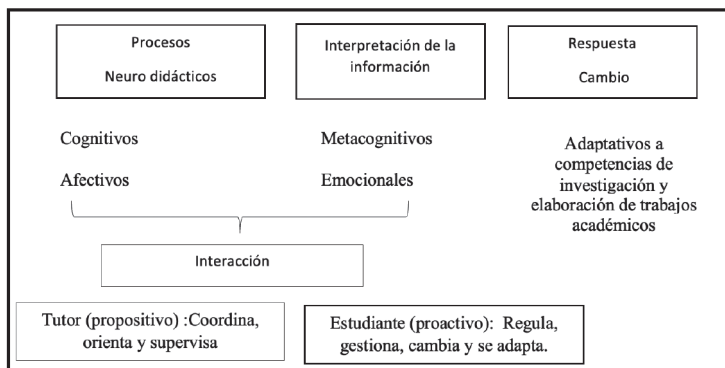 Procesos
Neuro didácticos
Interpretación de la
información
Respuesta
Cambio
Cognitivos
Afectivos
Metacognitivos
Emocionales
Adaptativos a
competencias de
investigación y
elaboración de trabajos
académicos
Interacción
Tutor (propositivo) :Coordina,
orienta y supervisa
Estudiante (proactivo): Regula,
gestiona, cambia y se adapta.